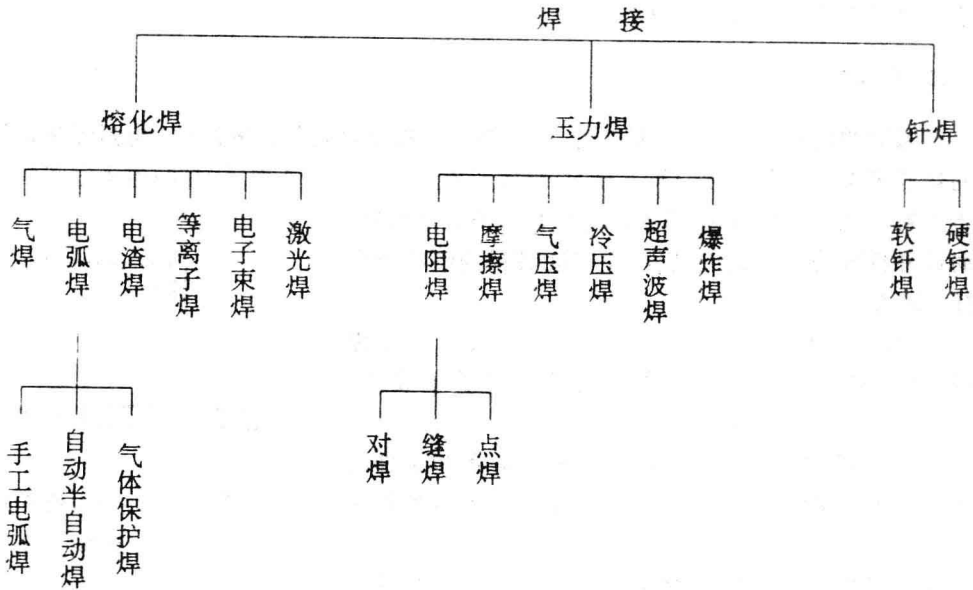 焊 接
熔化焊
玉力焊
钎焊
气焊
电弧焊
电渣焊
等离子焊
电子束焊
激光焊
电阻焊
摩擦焊
气压焊
冷压焊
超声波焊
爆炸焊
软钎焊
硬钎焊
手工电弧焊
自动半自动焊
气体保护焊
对焊
缝焊
点焊